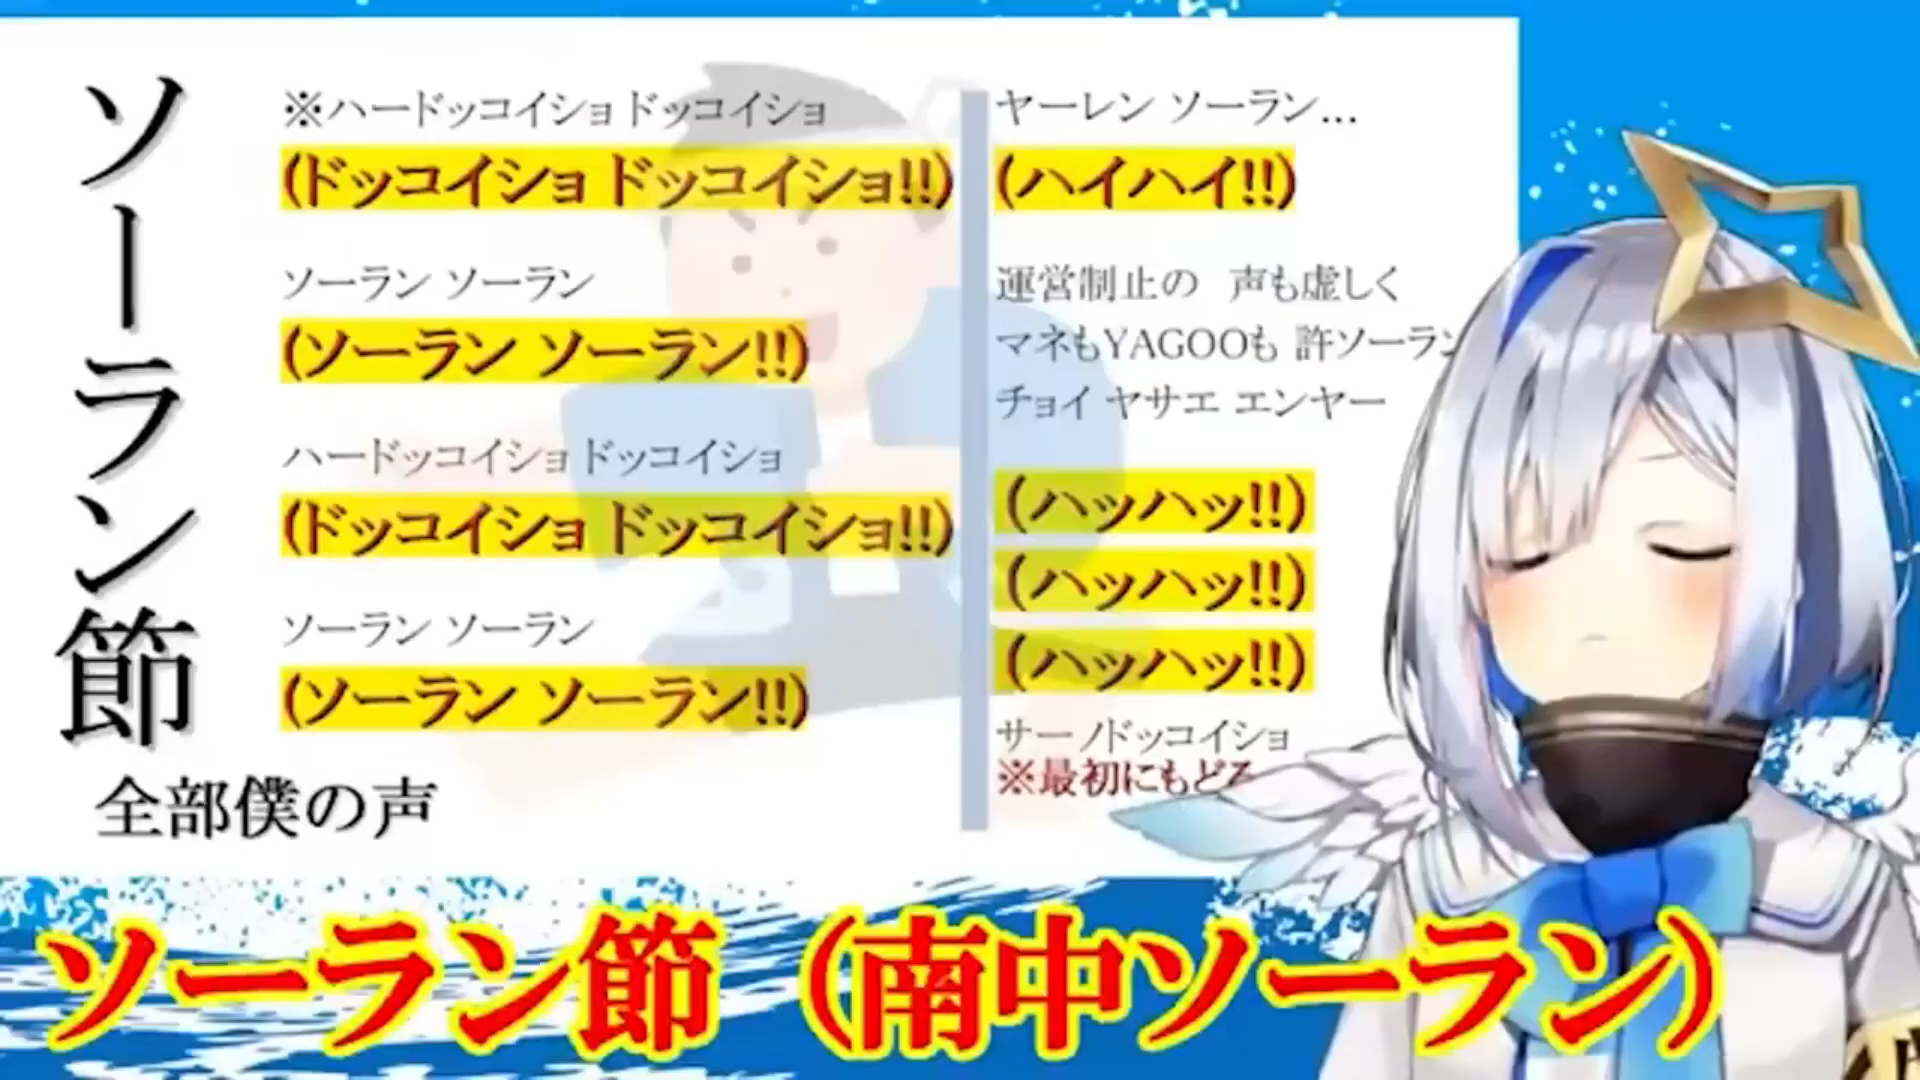 ソーラン節
全部僕の声
※ハードッコイショ ドッコイショ
(ドッコイショ ドッコイショ!!)
ソーラン ソーラン
(ソーラン ソーラン!!)
ハードッコイショ ドッコイショ
(ドッコイショ ドッコイショ!!)
ソーラン ソーラン
(ソーラン ソーラン!!)
ヤーレン ソーラン…
(ハイハイ!!)
運営制止の 声も虚しく
マネもYAGOOも 許ソーラン
チョイ ヤサエ エンヤー
(ハッハッ!!)
(ハッハッ!!)
(ハッハッ!!)
サーノドッコイショ
※最初にもどる
ソーラン節（南中ソーラン）